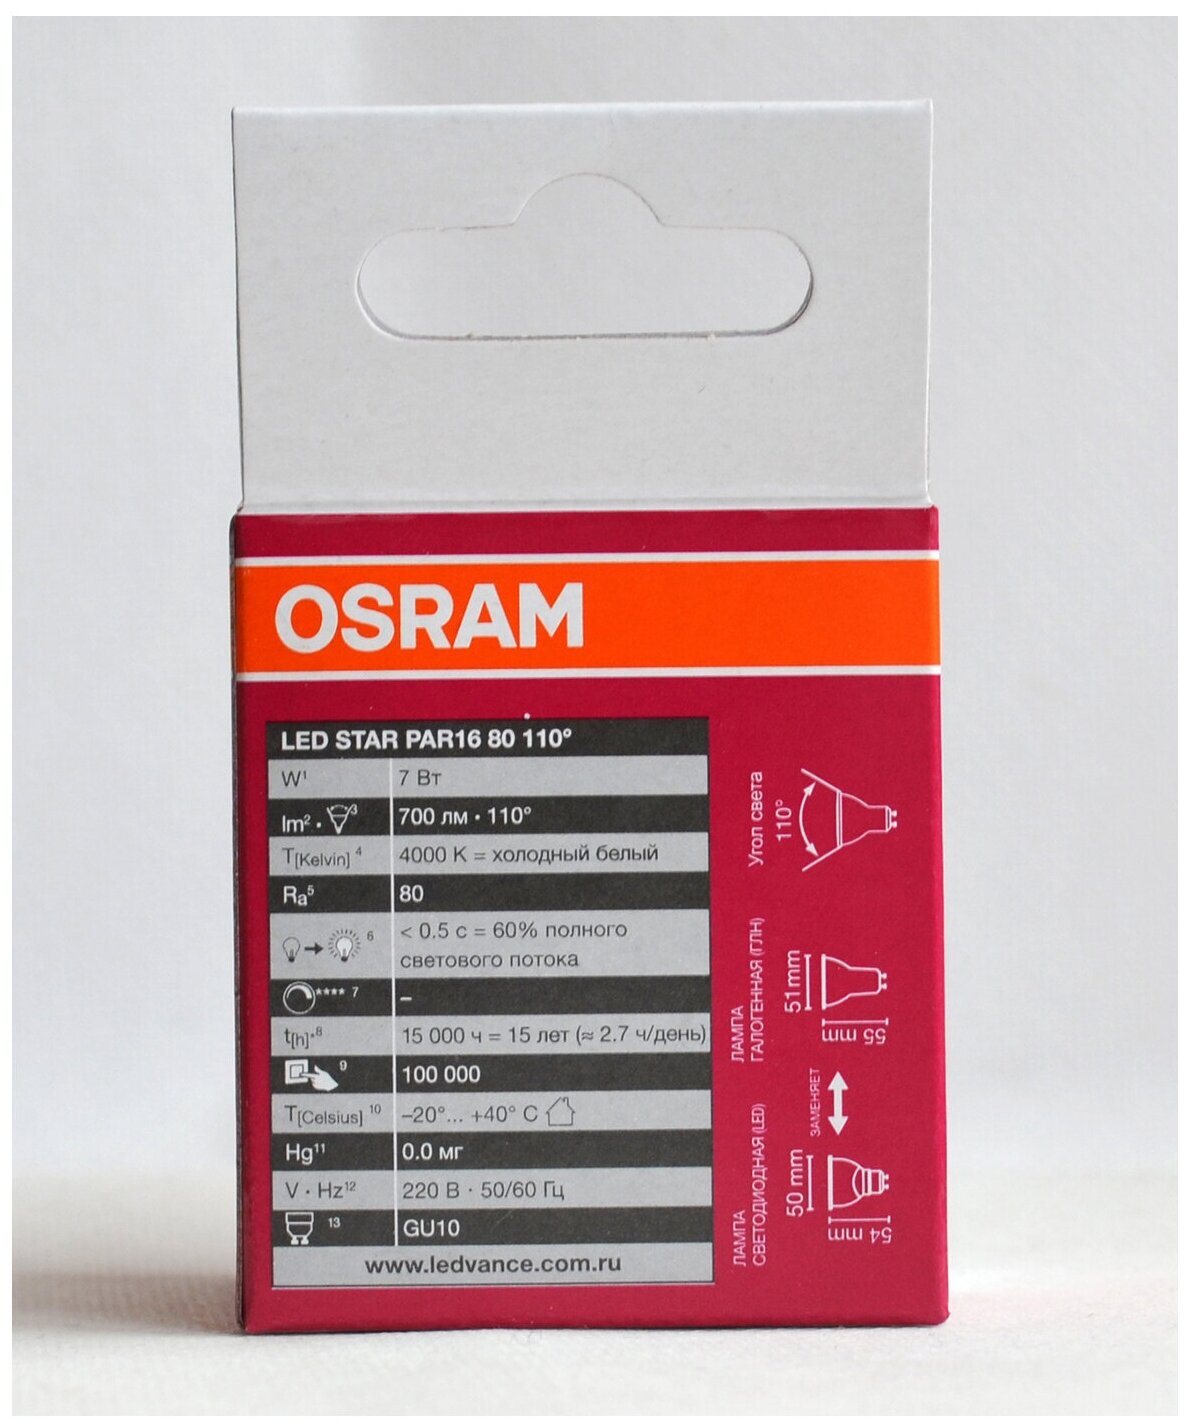 OSRAM
LED STAR PAR16 80 110°
W¹ 7 Вт
lm² · ³ 700 лм · 110°
T[Kelvin] ⁴ 4000 K = холодный белый
Ra⁵ 80
⁶ < 0.5 с = 60% полного
светового потока
**** ⁷ –
t[h]*⁸ 15 000 ч = 15 лет (≈ 2.7 ч/день)
⁹ 100 000
T[Celsius] ¹⁰ –20°... +40° C
Hg¹¹ 0.0 мг
V · Hz¹² 220 В · 50/60 Гц
¹³ GU10
www.ledvance.com.ru
Угол света
110°
ЛАМПА
ГАЛОГЕННАЯ (ГЛН)
51mm
55 mm
ЗАМЕНЯЕТ
ЛАМПА
СВЕТОДИОДНАЯ (LED)
50 mm
54 mm